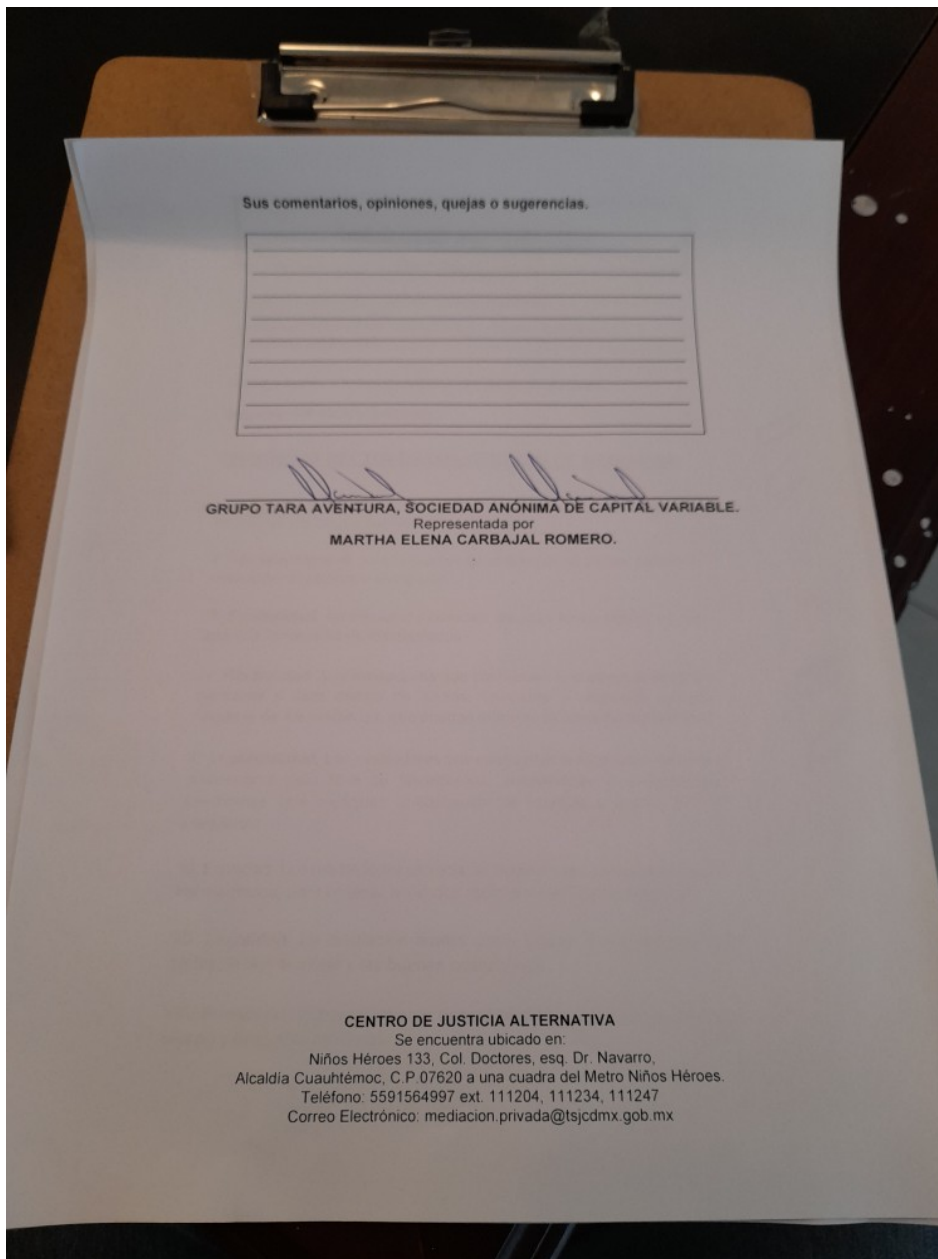 Sus comentarios, opiniones, quejas o sugerencias.
GRUPO TARA AVENTURA, SOCIEDAD ANÓNIMA DE CAPITAL VARIABLE.
Representada por
MARTHA ELENA CARBAJAL ROMERO.
CENTRO DE JUSTICIA ALTERNATIVA
Se encuentra ubicado en:
Niños Héroes 133, Col. Doctores, esq. Dr. Navarro,
Alcaldía Cuauhtémoc, C.P.07620 a una cuadra del Metro Niños Héroes.
Teléfono: 5591564997 ext. 111204, 111234, 111247
Correo Electrónico: mediacion.privada@tsjcdmx.gob.mx